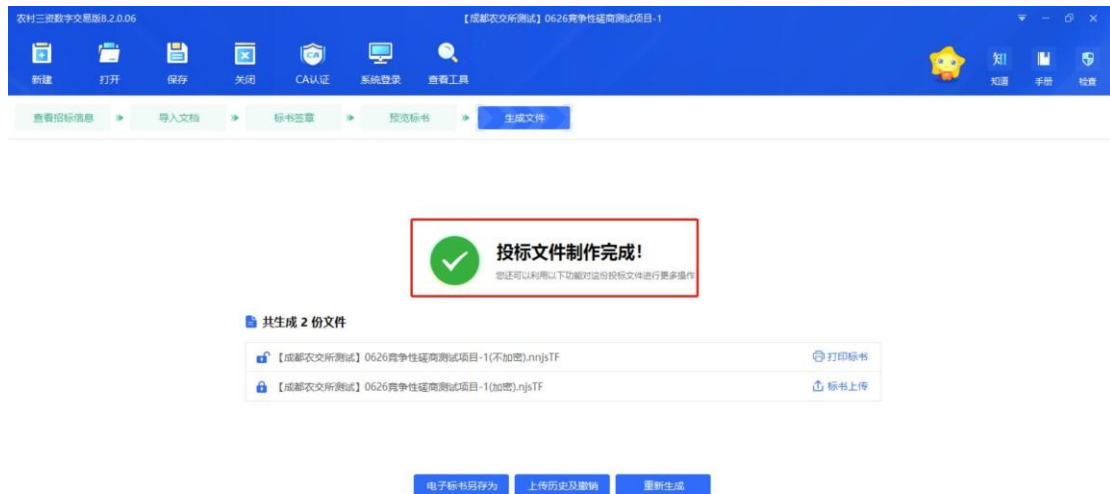 农村三资数字交易版8.2.0.06 【成都农交所测试】0626竞争性磋商测试项目-1
新建 打开 保存 关闭 CA认证 系统登录 查看工具 知道 手册 检查
查看招标信息 导入文档 标书签章 预览标书 生成文件
投标文件制作完成!
您还可以利用以下功能对这份投标文件进行更多操作
共生成 2 份文件
【成都农交所测试】0626竞争性磋商测试项目-1(不加密).nnjsTF 打印标书
【成都农交所测试】0626竞争性磋商测试项目-1(加密).njsTF 标书上传
电子标书另存为 上传历史及撤销 重新生成